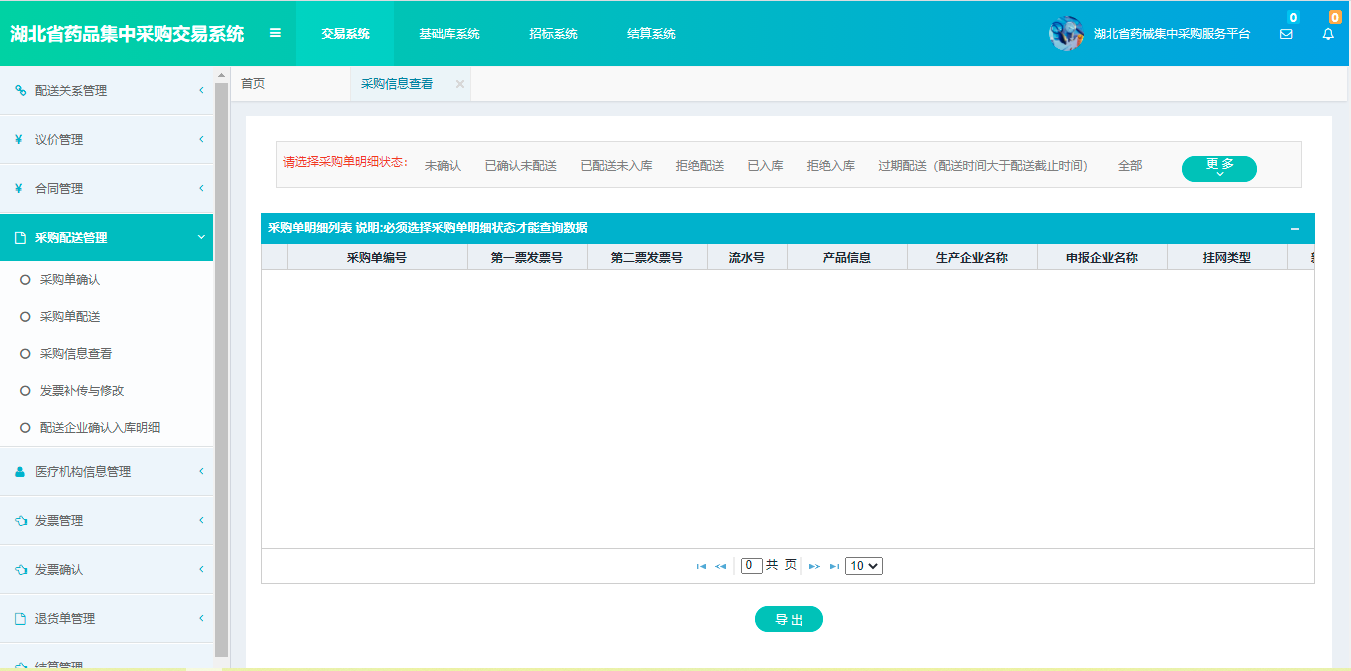 湖北省药品集中采购交易系统
交易系统 基础库系统 招标系统 结算系统
湖北省药械集中采购服务平台
0 0
配送关系管理
议价管理
合同管理
采购配送管理
采购单确认
采购单配送
采购信息查看
发票补传与修改
配送企业确认入库明细
医疗机构信息管理
发票管理
发票确认
退货单管理
结算管理
首页 采购信息查看
请选择采购单明细状态: 未确认 已确认未配送 已配送未入库 拒绝配送 已入库 拒绝入库 过期配送(配送时间大于配送截止时间) 全部 更多
采购单明细列表 说明:必须选择采购单明细状态才能查询数据
采购单编号 第一票发票号 第二票发票号 流水号 产品信息 生产企业名称 申报企业名称 挂网类型
0 共 页 10
导出